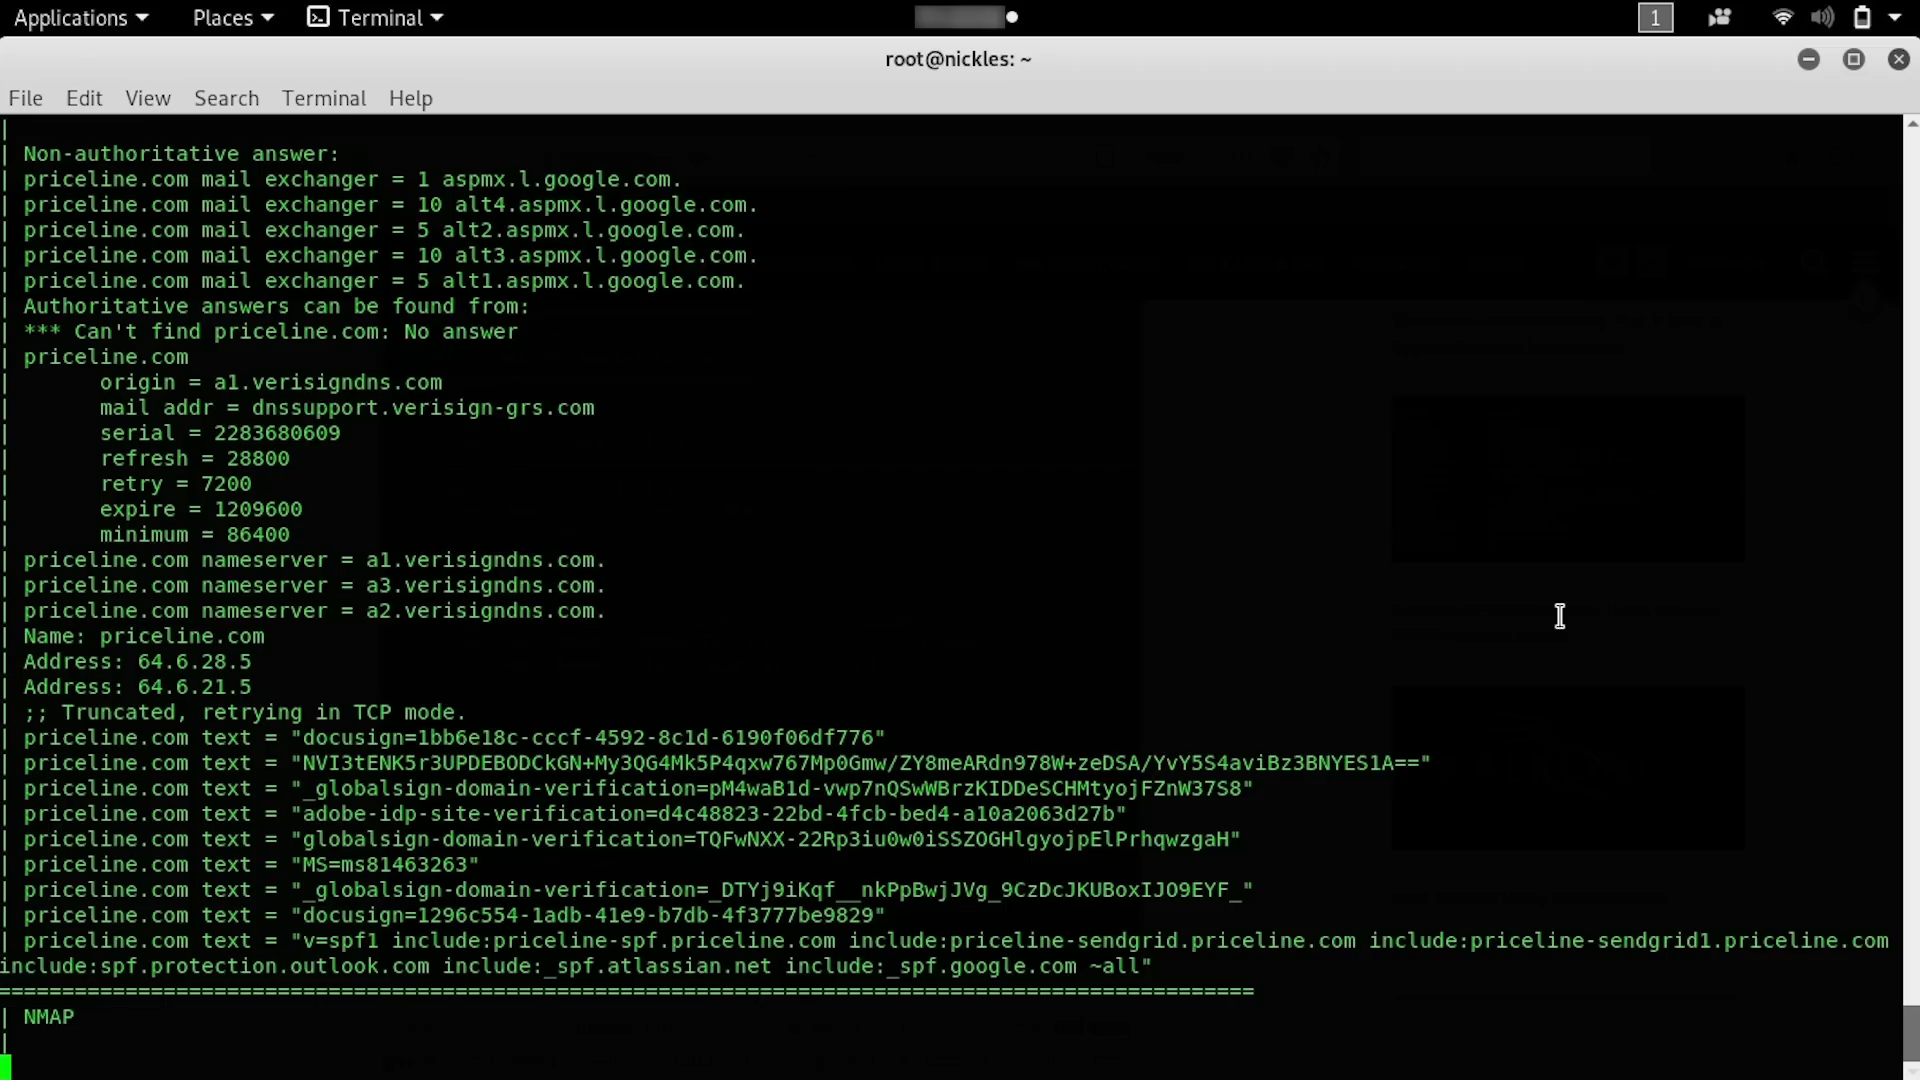 Applications Places Terminal 1
root@nickles: ~
File Edit View Search Terminal Help
|
| Non-authoritative answer:
| priceline.com mail exchanger = 1 aspmx.l.google.com.
| priceline.com mail exchanger = 10 alt4.aspmx.l.google.com.
| priceline.com mail exchanger = 5 alt2.aspmx.l.google.com.
| priceline.com mail exchanger = 10 alt3.aspmx.l.google.com.
| priceline.com mail exchanger = 5 alt1.aspmx.l.google.com.
| Authoritative answers can be found from:
| *** Can't find priceline.com: No answer
| priceline.com
|       origin = a1.verisigndns.com
|       mail addr = dnssupport.verisign-grs.com
|       serial = 2283680609
|       refresh = 28800
|       retry = 7200
|       expire = 1209600
|       minimum = 86400
| priceline.com nameserver = a1.verisigndns.com.
| priceline.com nameserver = a3.verisigndns.com.
| priceline.com nameserver = a2.verisigndns.com.
| Name: priceline.com
| Address: 64.6.28.5
| Address: 64.6.21.5
| ;; Truncated, retrying in TCP mode.
| priceline.com text = "docusign=1bb6e18c-cccf-4592-8c1d-6190f06df776"
| priceline.com text = "NVI3tENK5r3UPDEBODCkGN+My3QG4Mk5P4qxw767Mp0Gmw/ZY8meARdn978W+zeDSA/YvY5S4aviBz3BNYES1A=="
| priceline.com text = "_globalsign-domain-verification=pM4waB1d-vwp7nQSwWBrzKIDDeSCHMtyojFZnW37S8"
| priceline.com text = "adobe-idp-site-verification=d4c48823-22bd-4fcb-bed4-a10a2063d27b"
| priceline.com text = "globalsign-domain-verification=TQFwNXX-22Rp3iu0w0iSSZOGHlgyojpElPrhqwzgaH"
| priceline.com text = "MS=ms81463263"
| priceline.com text = "_globalsign-domain-verification=_DTYj9iKqf__nkPpBwjJVg_9CzDcJKUBoxIJO9EYF_"
| priceline.com text = "docusign=1296c554-1adb-41e9-b7db-4f3777be9829"
| priceline.com text = "v=spf1 include:priceline-spf.priceline.com include:priceline-sendgrid.priceline.com include:priceline-sendgrid1.priceline.com
include:spf.protection.outlook.com include:_spf.atlassian.net include:_spf.google.com ~all"
===================================================================================================
| NMAP
|